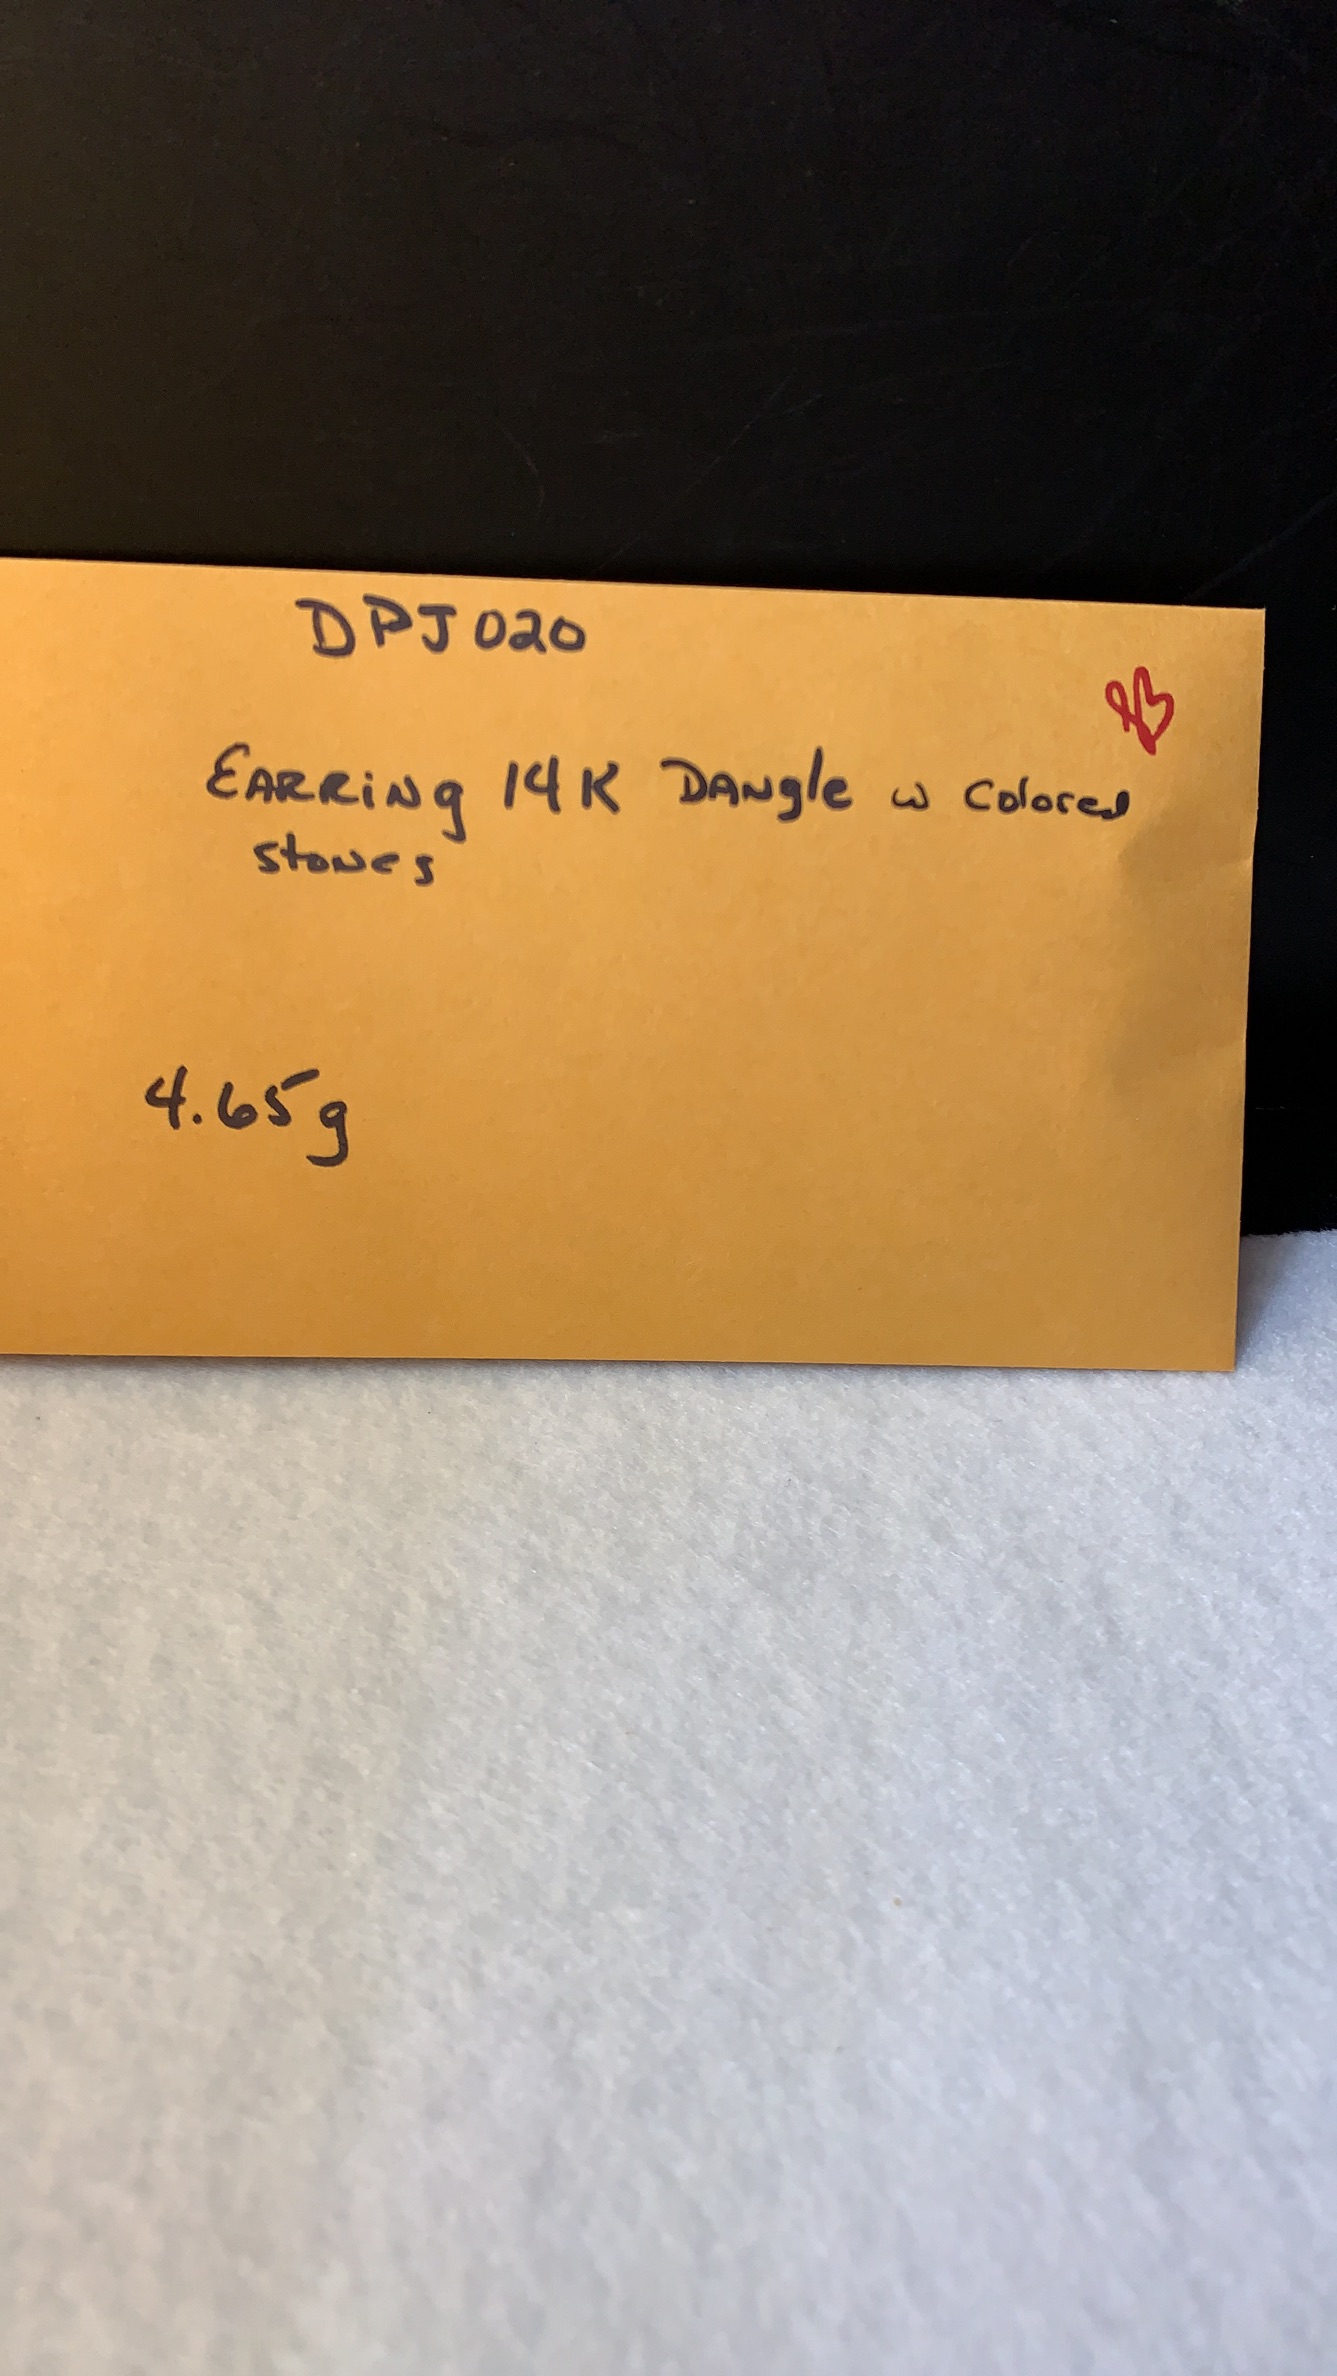 DPJ020
EARRiNg 14K DANgle w Colored
stones
4.65g